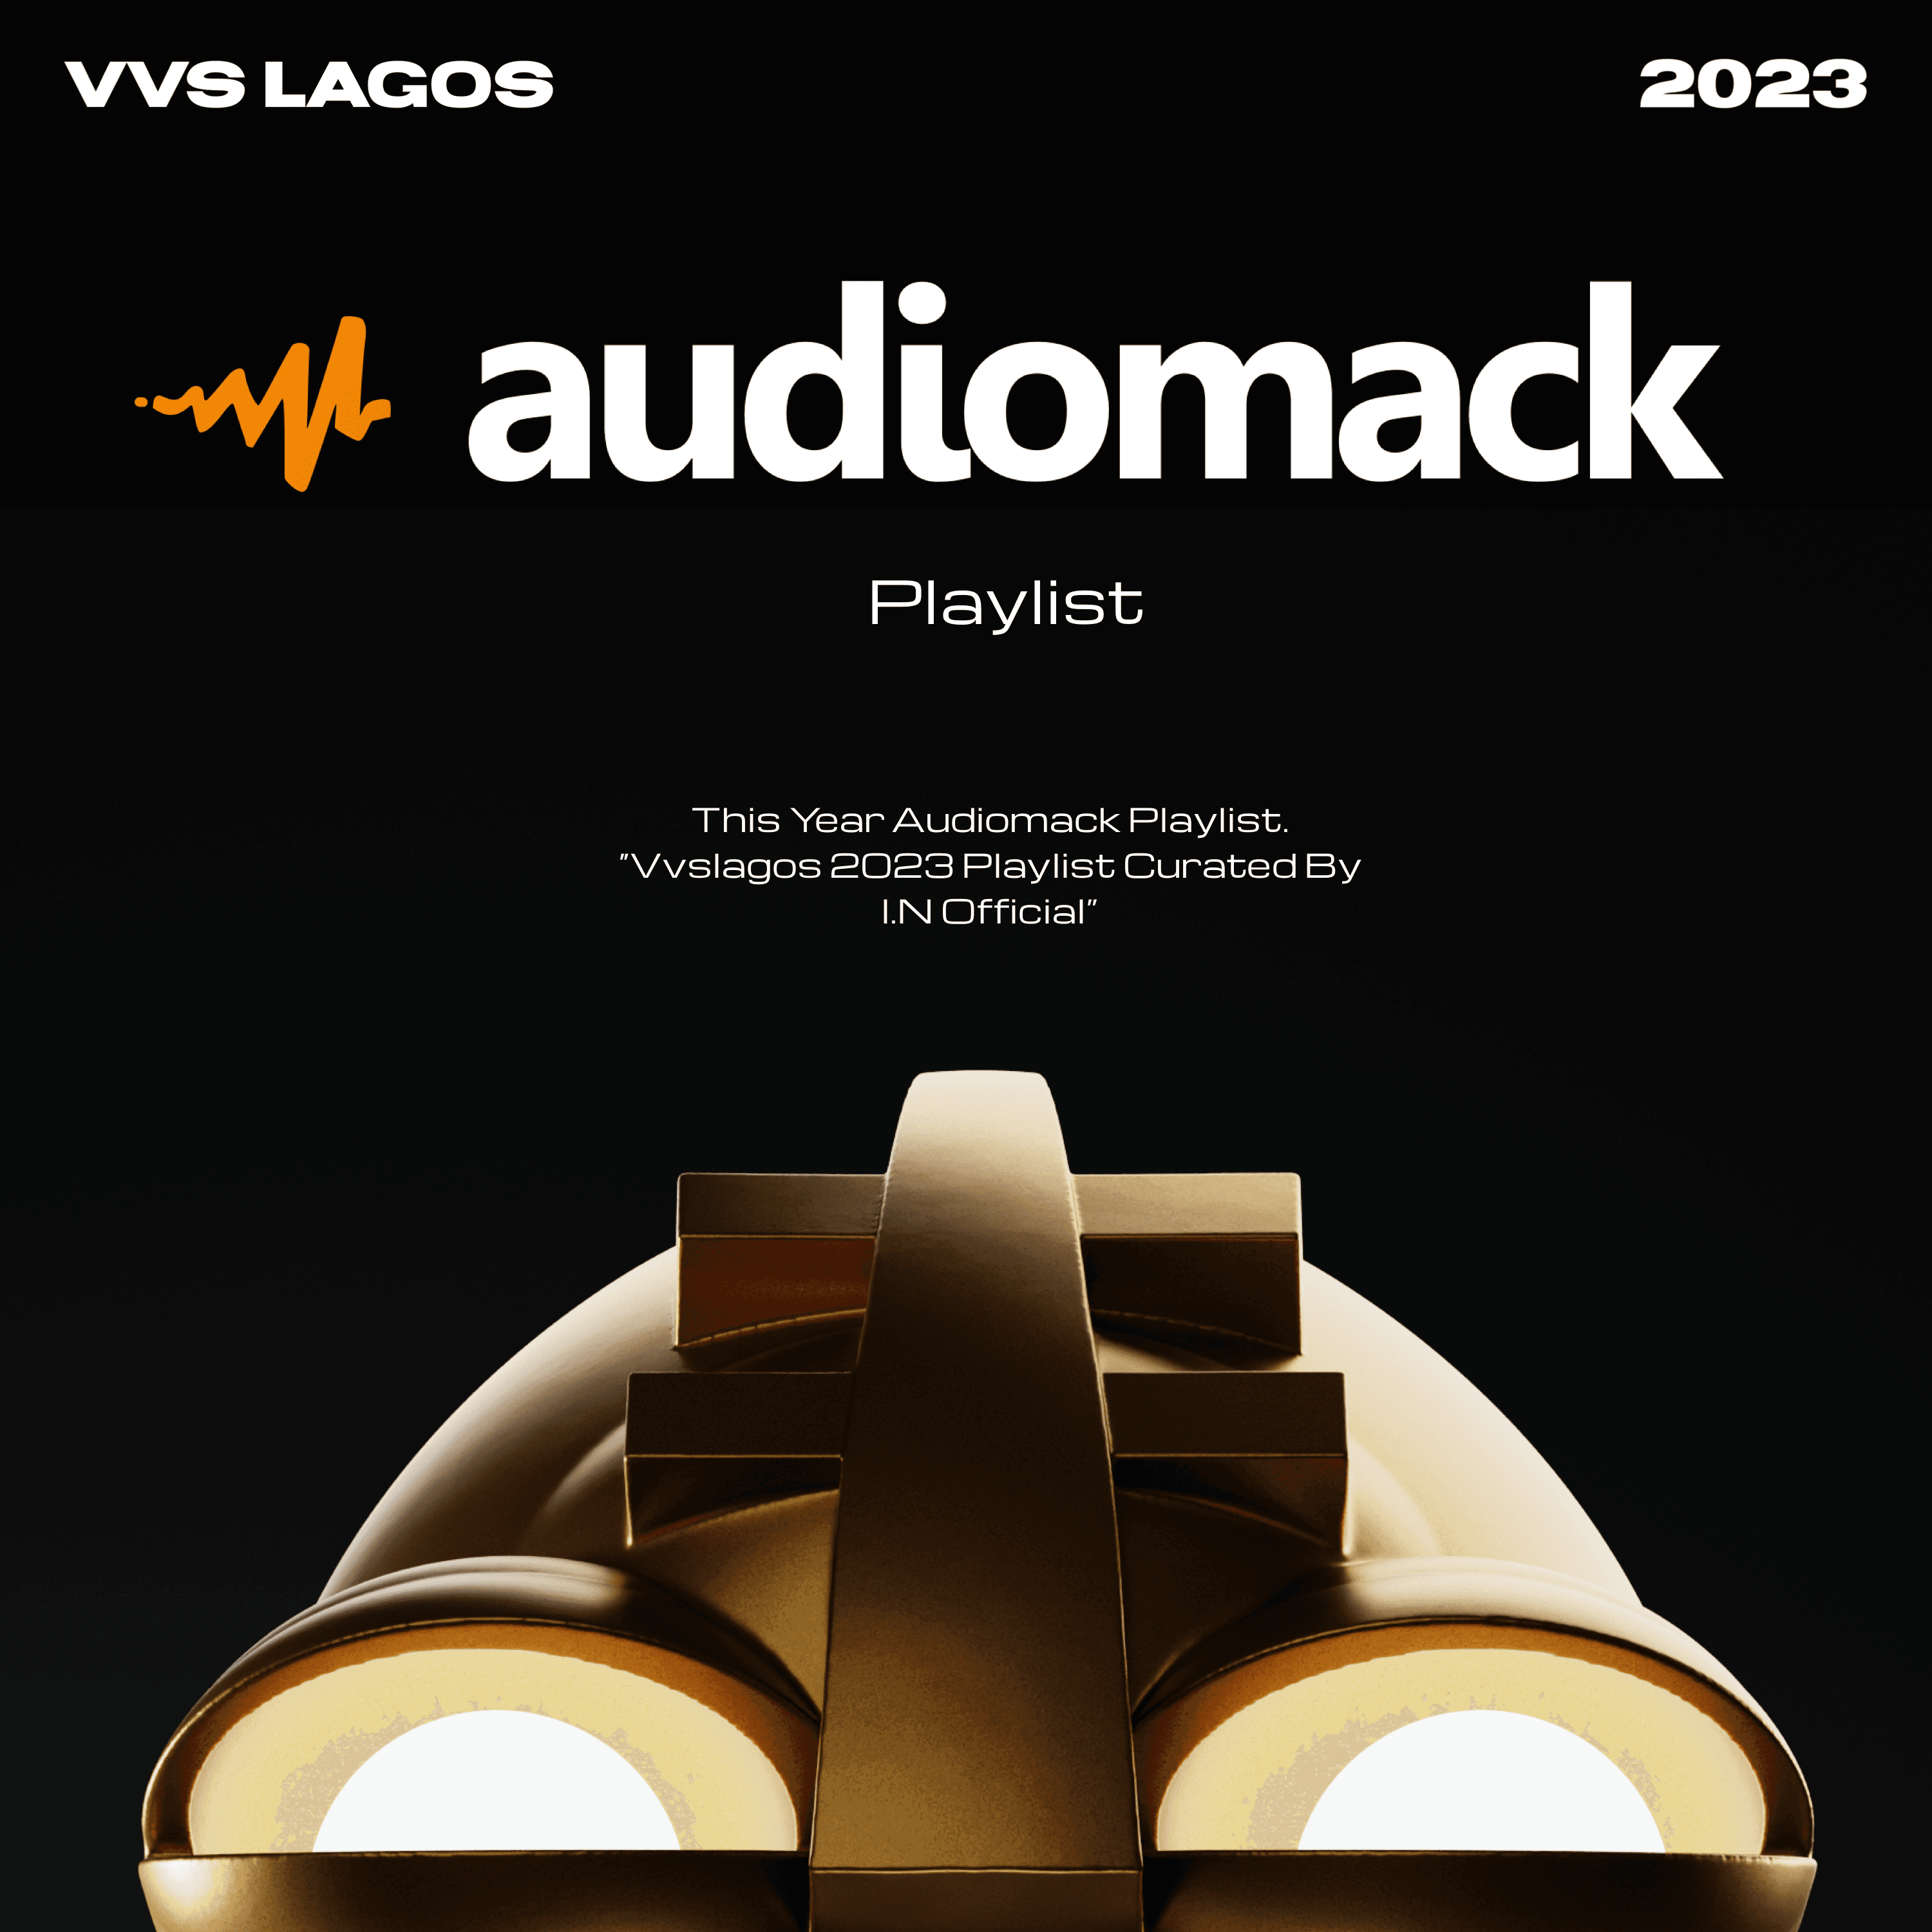 VVS LAGOS
2023
audiomack
Playlist
This Year Audiomack Playlist.
"Vvslagos 2023 Playlist Curated By
I.N Official"